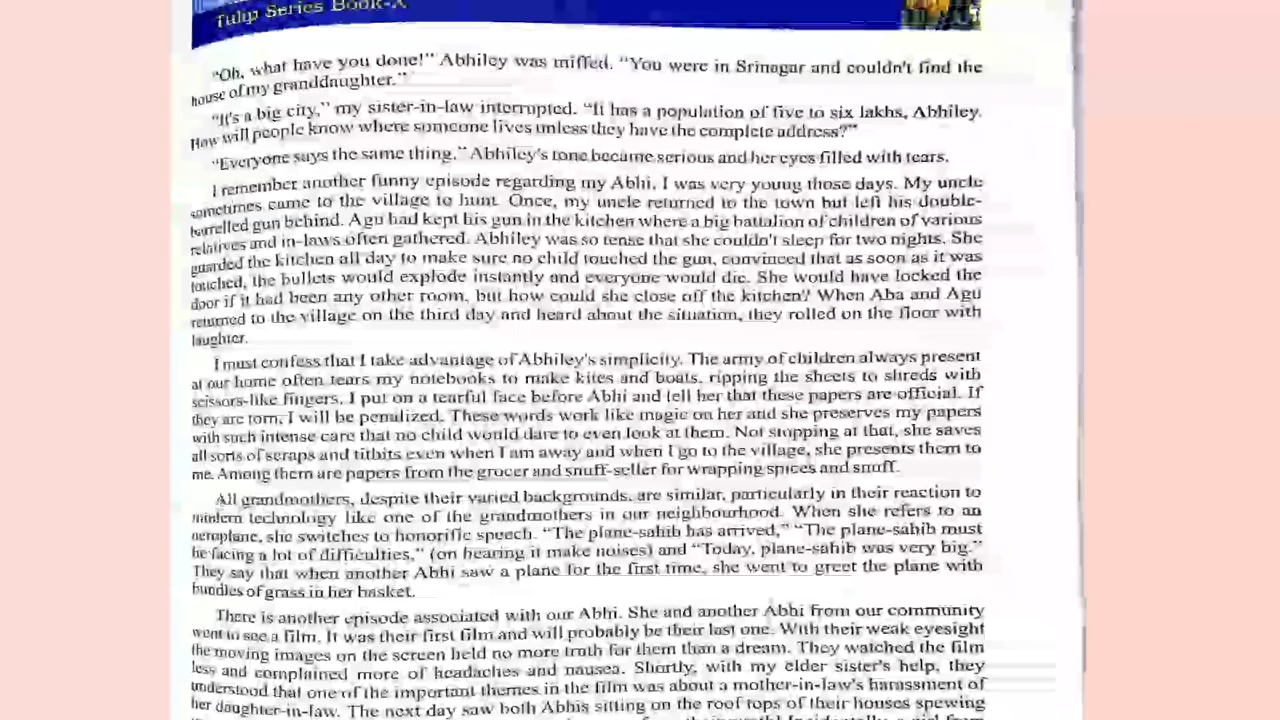 Tulip Series Book-X
"Oh, what have you done!" Abhiley was miffed. "You were in Srinagar and couldn't find the
house of my granddaughter."
"It's a big city," my sister-in-law interrupted. "It has a population of five to six lakhs, Abhiley.
How will people know where someone lives unless they have the complete address?"
"Everyone says the same thing." Abhiley's tone became serious and her eyes filled with tears.
I remember another funny episode regarding my Abhi. I was very young those days. My uncle
sometimes came to the village to hunt. Once, my uncle returned to the town but left his double-
barrelled gun behind. Agu had kept his gun in the kitchen where a big battalion of children of various
relatives and in-laws often gathered. Abhiley was so tense that she couldn't sleep for two nights. She
guarded the kitchen all day to make sure no child touched the gun, convinced that as soon as it was
touched, the bullets would explode instantly and everyone would die. She would have locked the
door if it had been any other room, but how could she close off the kitchen? When Aba and Agu
returned to the village on the third day and heard about the situation, they rolled on the floor with
laughter.
I must confess that I take advantage of Abhiley's simplicity. The army of children always present
at our home often tears my notebooks to make kites and boats, ripping the sheets to shreds with
scissors-like fingers. I put on a tearful face before Abhi and tell her that these papers are official. If
they are torn, I will be penalized. These words work like magic on her and she preserves my papers
with such intense care that no child would dare to even look at them. Not stopping at that, she saves
all sorts of scraps and titbits even when I am away and when I go to the village, she presents them to
me. Among them are papers from the grocer and snuff-seller for wrapping spices and snuff.
All grandmothers, despite their varied backgrounds, are similar, particularly in their reaction to
modern technology like one of the grandmothers in our neighbourhood. When she refers to an
aeroplane, she switches to honorific speech. "The plane-sahib has arrived," "The plane-sahib must
be facing a lot of difficulties," (on hearing it make noises) and "Today, plane-sahib was very big."
They say that when another Abhi saw a plane for the first time, she went to greet the plane with
bundles of grass in her basket.
There is another episode associated with our Abhi. She and another Abhi from our community
went to see a film. It was their first film and will probably be their last one. With their weak eyesight
the moving images on the screen held no more truth for them than a dream. They watched the film
less and complained more of headaches and nausea. Shortly, with my elder sister's help, they
understood that one of the important themes in the film was about a mother-in-law's harassment of
her daughter-in-law. The next day saw both Abhis sitting on the roof tops of their houses spewing